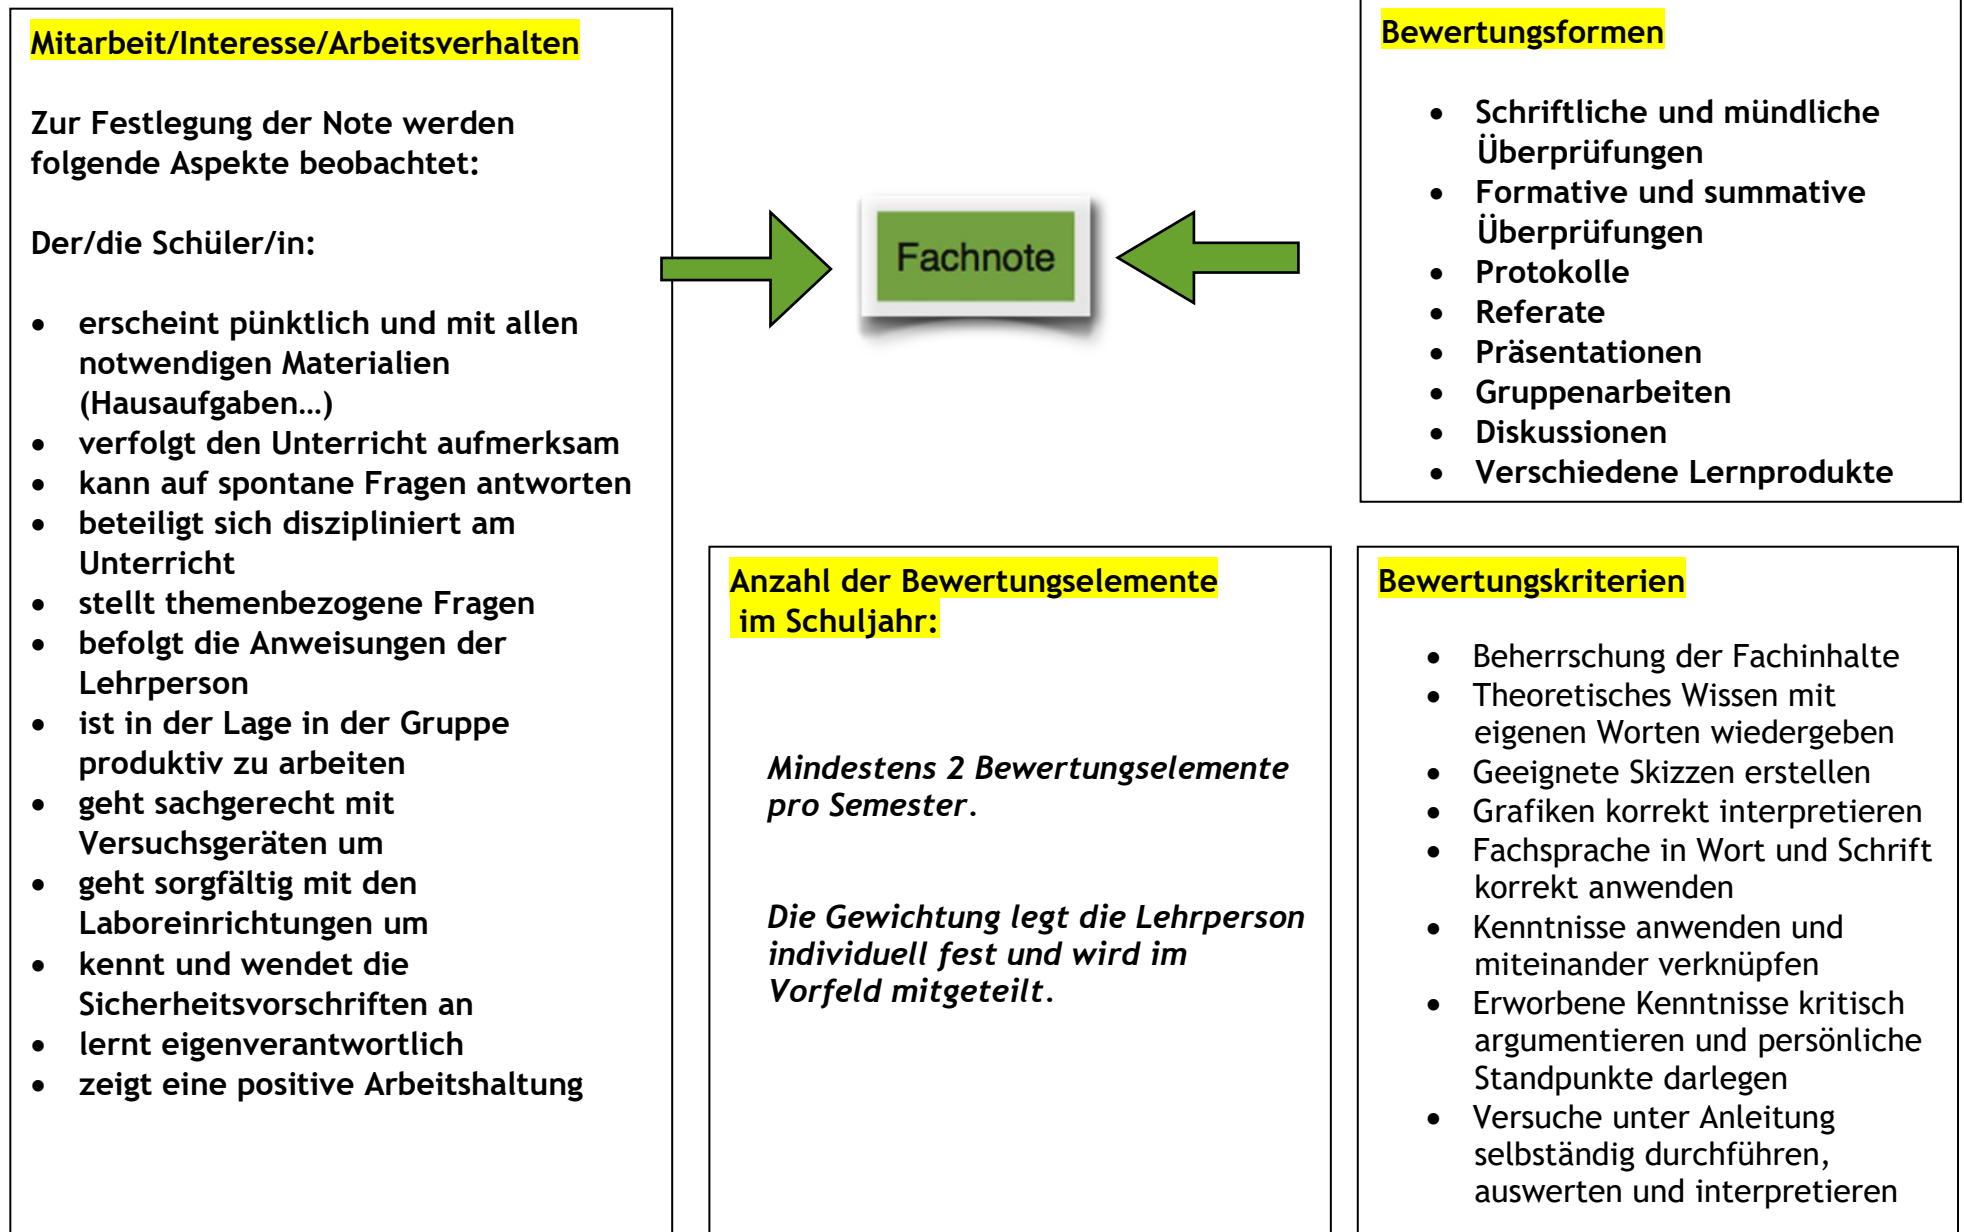 Mitarbeit/Interesse/Arbeitsverhalten
Zur Festlegung der Note werden
folgende Aspekte beobachtet:
Der/die Schüler/in:
• erscheint pünktlich und mit allen
notwendigen Materialien
(Hausaufgaben…)
• verfolgt den Unterricht aufmerksam
• kann auf spontane Fragen antworten
• beteiligt sich diszipliniert am
Unterricht
• stellt themenbezogene Fragen
• befolgt die Anweisungen der
Lehrperson
• ist in der Lage in der Gruppe
produktiv zu arbeiten
• geht sachgerecht mit
Versuchsgeräten um
• geht sorgfältig mit den
Laboreinrichtungen um
• kennt und wendet die
Sicherheitsvorschriften an
• lernt eigenverantwortlich
• zeigt eine positive Arbeitshaltung
Fachnote
Bewertungsformen
• Schriftliche und mündliche
Überprüfungen
• Formative und summative
Überprüfungen
• Protokolle
• Referate
• Präsentationen
• Gruppenarbeiten
• Diskussionen
• Verschiedene Lernprodukte
Anzahl der Bewertungselemente
im Schuljahr:
Mindestens 2 Bewertungselemente
pro Semester.
Die Gewichtung legt die Lehrperson
individuell fest und wird im
Vorfeld mitgeteilt.
Bewertungskriterien
• Beherrschung der Fachinhalte
• Theoretisches Wissen mit
eigenen Worten wiedergeben
• Geeignete Skizzen erstellen
• Grafiken korrekt interpretieren
• Fachsprache in Wort und Schrift
korrekt anwenden
• Kenntnisse anwenden und
miteinander verknüpfen
• Erworbene Kenntnisse kritisch
argumentieren und persönliche
Standpunkte darlegen
• Versuche unter Anleitung
selbständig durchführen,
auswerten und interpretieren